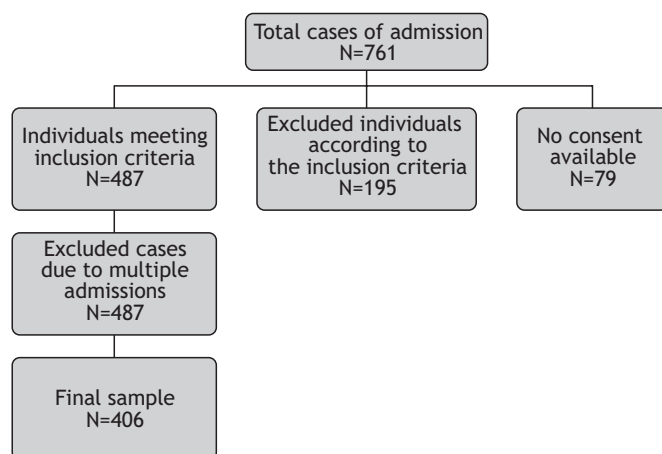 Total cases of admission
N=761
Individuals meeting
inclusion criteria
N=487
Excluded individuals
according to
the inclusion criteria
N=195
No consent
available
N=79
Excluded cases
due to multiple
admissions
N=487
Final sample
N=406